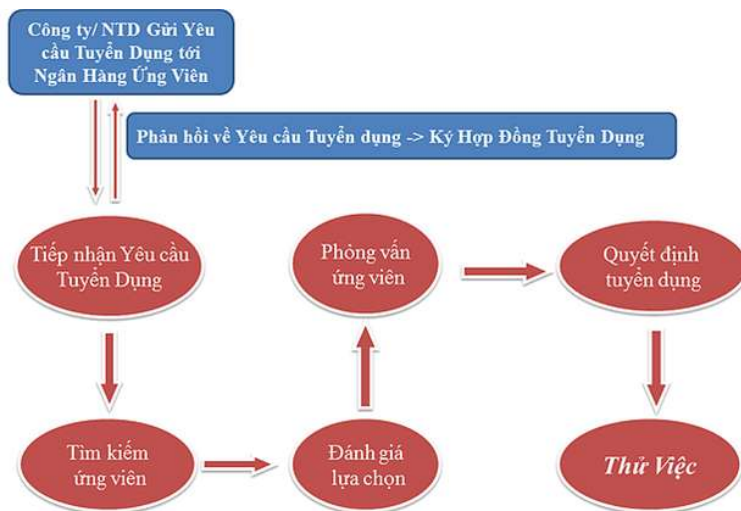 Công ty/ NTD Gửi Yêu
cầu Tuyển Dụng tới
Ngân Hàng Ứng Viên
Phản hồi về Yêu cầu Tuyển dụng -> Ký Hợp Đồng Tuyển Dụng
Tiếp nhận Yêu cầu
Tuyển Dụng
Phỏng vấn
ứng viên
Quyết định
tuyển dụng
Tìm kiếm
ứng viên
Đánh giá
lựa chọn
Thử Việc